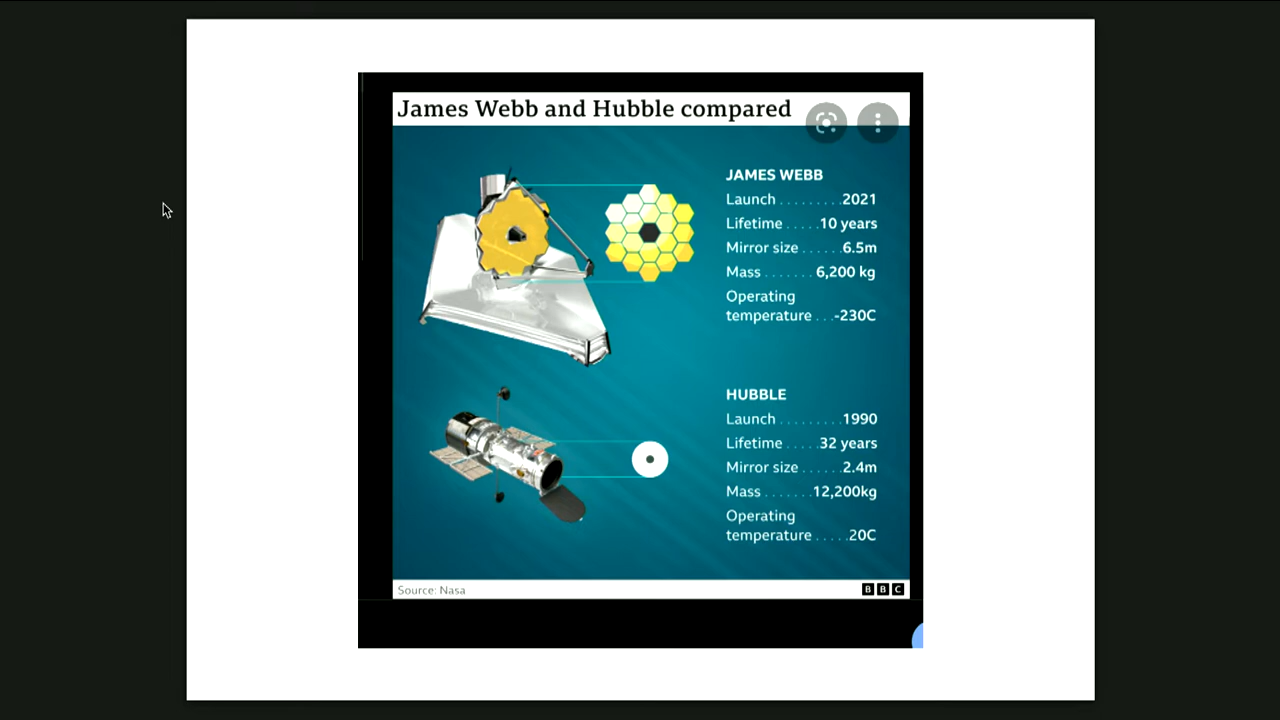 James Webb and Hubble compared
JAMES WEBB
Launch ......... 2021
Lifetime ..... 10 years
Mirror size ...... 6.5m
Mass ....... 6,200 kg
Operating
temperature ... -230C
HUBBLE
Launch ......... 1990
Lifetime ..... 32 years
Mirror size ...... 2.4m
Mass ....... 12,200kg
Operating
temperature ..... 20C
Source: Nasa
BBC